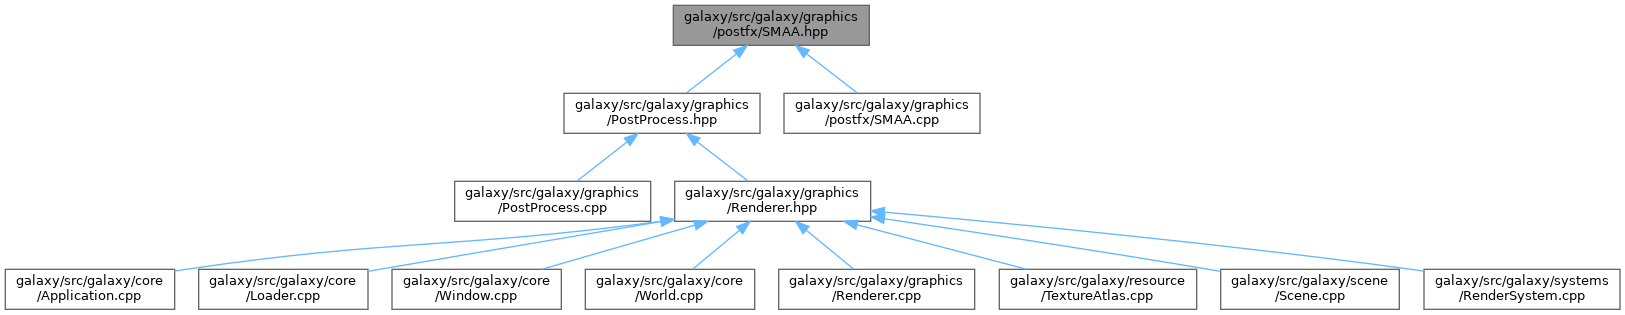 galaxy/src/galaxy/graphics
/postfx/SMAA.hpp
galaxy/src/galaxy/graphics
/PostProcess.hpp
galaxy/src/galaxy/graphics
/postfx/SMAA.cpp
galaxy/src/galaxy/graphics
/PostProcess.cpp
galaxy/src/galaxy/graphics
/Renderer.hpp
galaxy/src/galaxy/core
/Application.cpp
galaxy/src/galaxy/core
/Loader.cpp
galaxy/src/galaxy/core
/Window.cpp
galaxy/src/galaxy/core
/World.cpp
galaxy/src/galaxy/graphics
/Renderer.cpp
galaxy/src/galaxy/resource
/TextureAtlas.cpp
galaxy/src/galaxy/scene
/Scene.cpp
galaxy/src/galaxy/systems
/RenderSystem.cpp